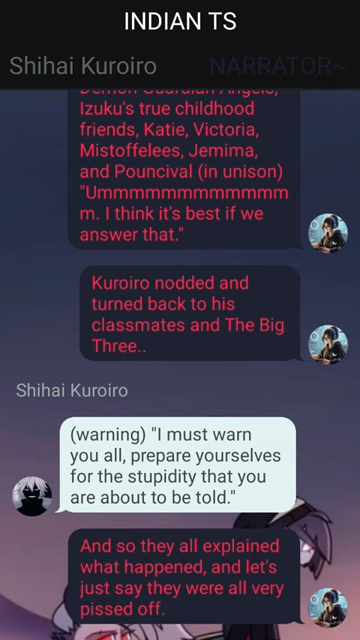 INDIAN TS
Shihai Kuroiro NARRATOR~
Demon Guardian Angels,
Izuku's true childhood
friends, Katie, Victoria,
Mistoffelees, Jemima,
and Pouncival (in unison)
"Ummmmmmmmmmmm
m. I think it's best if we
answer that."
Kuroiro nodded and
turned back to his
classmates and The Big
Three..
Shihai Kuroiro
(warning) "I must warn
you all, prepare yourselves
for the stupidity that you
are about to be told."
And so they all explained
what happened, and let's
just say they were all very
pissed off.